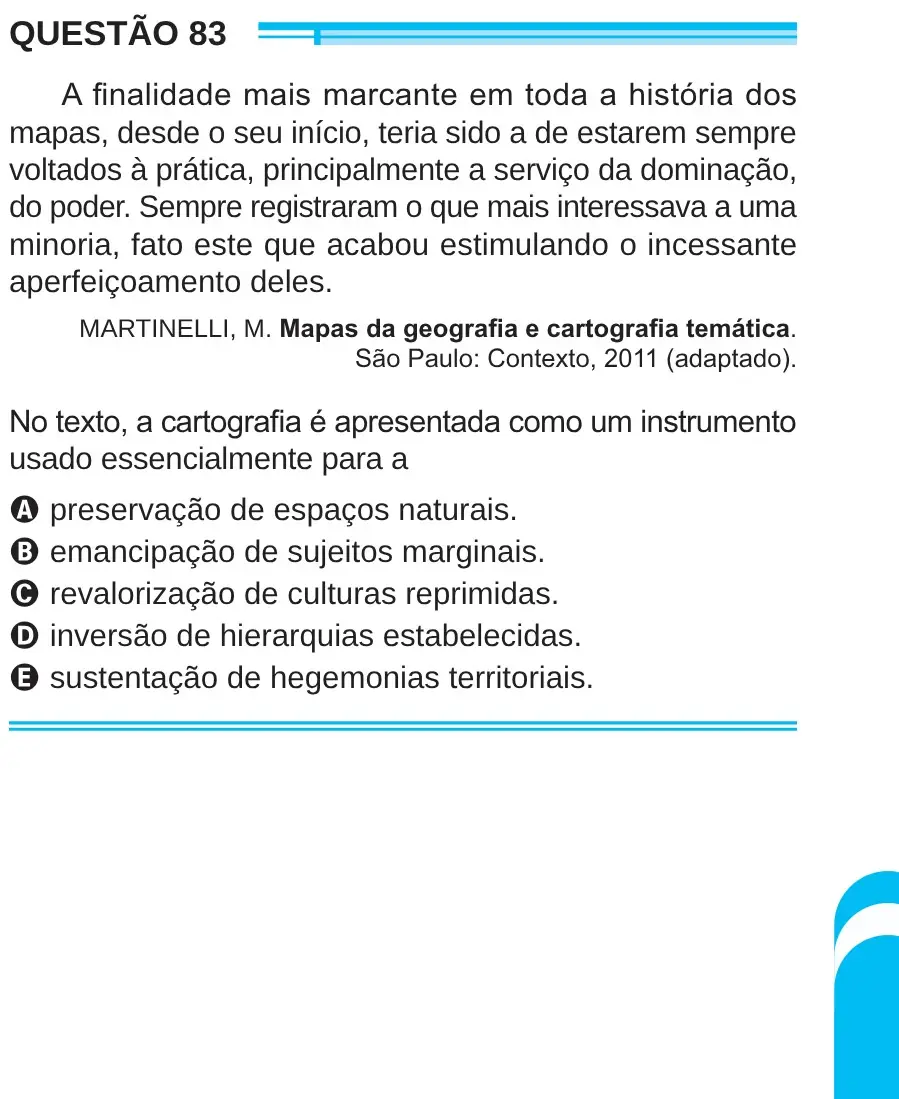 QUESTÃO 83
A finalidade mais marcante em toda a história dos
mapas, desde o seu início, teria sido a de estarem sempre
voltados à prática, principalmente a serviço da dominação,
do poder. Sempre registraram o que mais interessava a uma
minoria, fato este que acabou estimulando o incessante
aperfeiçoamento deles.
MARTINELLI, M. Mapas da geografia e cartografia temática.
São Paulo: Contexto, 2011 (adaptado).
No texto, a cartografia é apresentada como um instrumento
usado essencialmente para a
A preservação de espaços naturais.
B emancipação de sujeitos marginais.
C revalorização de culturas reprimidas.
D inversão de hierarquias estabelecidas.
E sustentação de hegemonias territoriais.